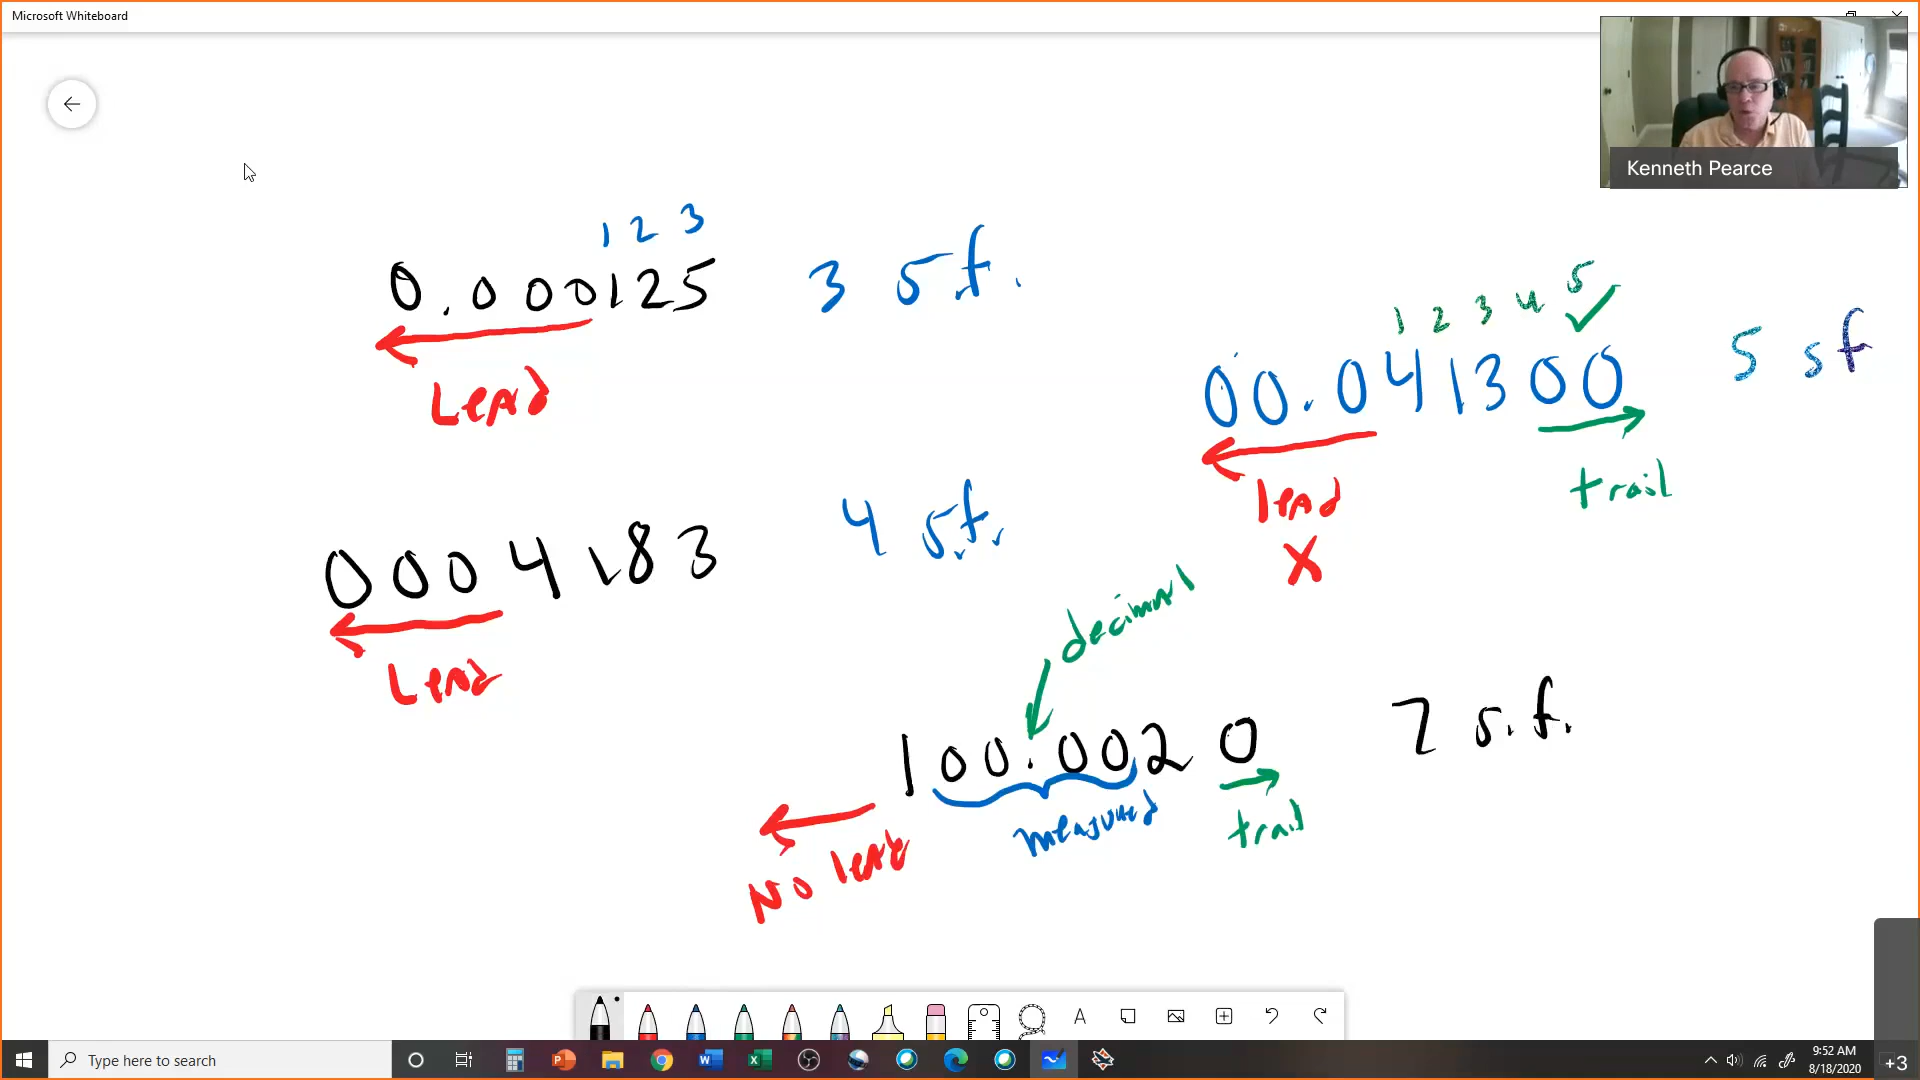 Microsoft Whiteboard
Kenneth Pearce
1 2 3
0.000125
3 s.f.
Lead
1 2 3 4 5
00.041300
5 sf
lead
trail
X
0004183
4 s.f.
Lead
decimal
100.0020
7 s.f.
measured
trail
No lead
A
Type here to search
9:52 AM
8/18/2020
+3